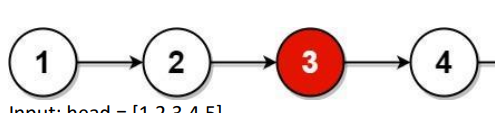 1 2 3 4
Input: head = [1,2,3,4,5]